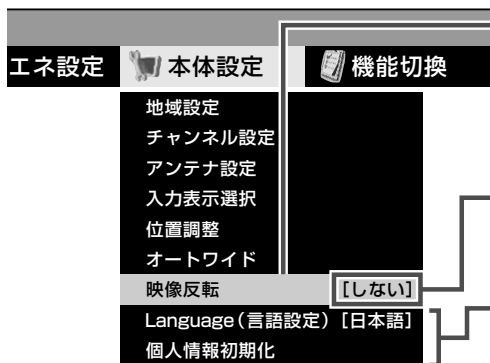 エネ設定 本体設定 機能切換
地域設定
チャンネル設定
アンテナ設定
入力表示選択
位置調整
オートワイド
映像反転 [しない]
Language(言語設定) [日本語]
個人情報初期化